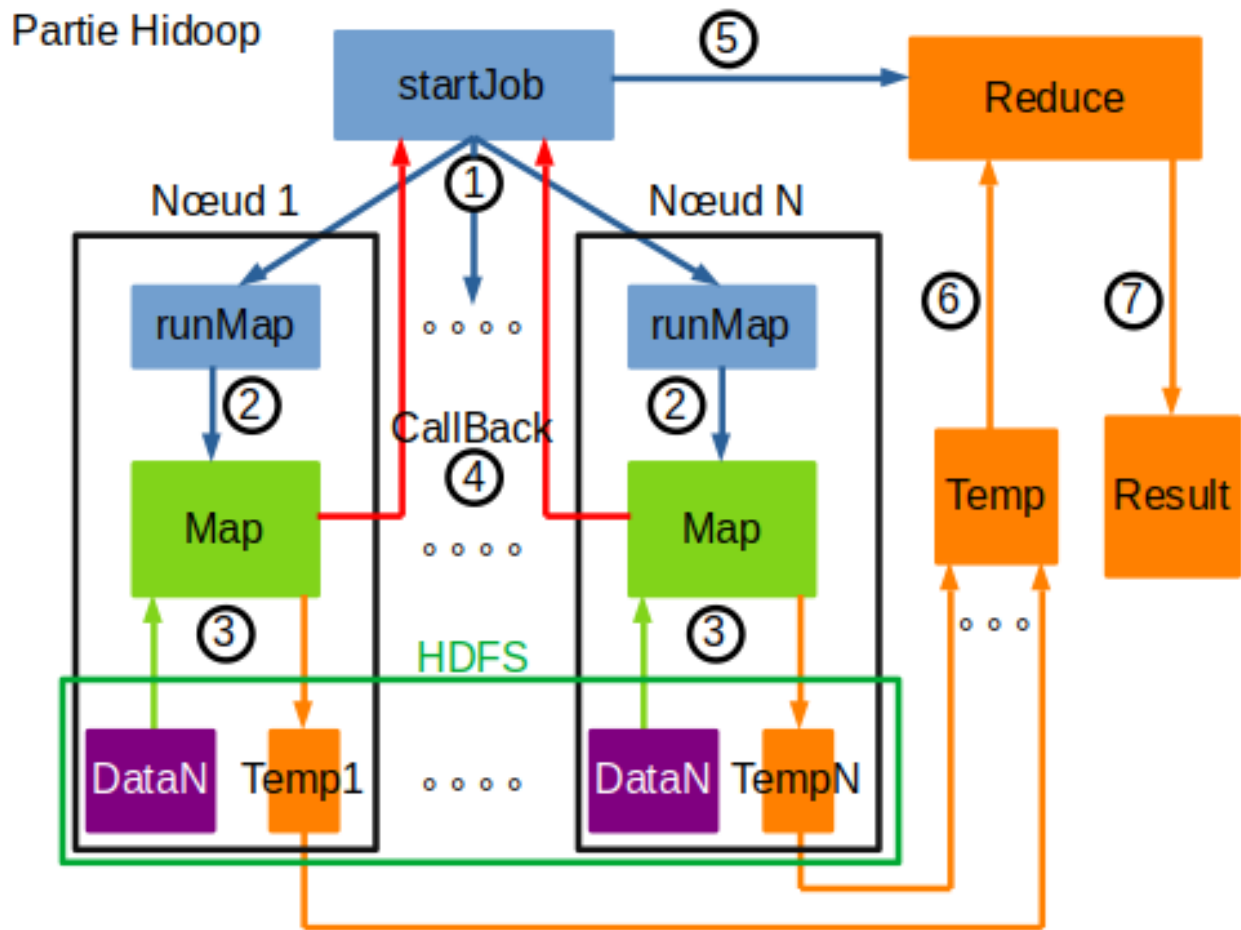 Partie Hidoop
startJob
5
Reduce
1
Nœud 1
Nœud N
runMap
runMap
6
7
2
CallBack
2
4
Map
Map
Temp
Result
3
3
HDFS
DataN
Temp1
DataN
TempN